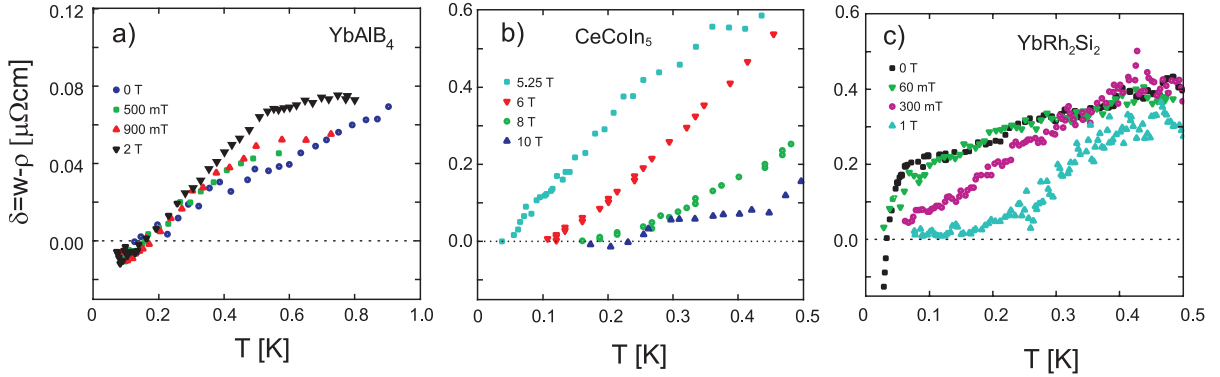 δ=w-ρ [μΩcm]
a)
YbAlB4
0 T
500 mT
900 mT
2 T
0.12
0.08
0.04
0.00
0
0.2
0.4
0.6
0.8
1.0
T [K]
b)
CeCoIn5
5.25 T
6 T
8 T
10 T
0.6
0.4
0.2
0.0
0
0.1
0.2
0.3
0.4
0.5
T [K]
c)
YbRh2Si2
0 T
60 mT
300 mT
1 T
0.6
0.4
0.2
0.0
0
0.1
0.2
0.3
0.4
0.5
T [K]